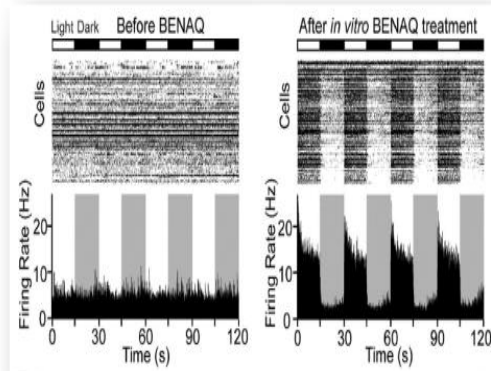 Light Dark Before BENAQ
Cells
Firing Rate (Hz)
20
10
0
0 30 60 90 120
Time (s)
After in vitro BENAQ treatment
Cells
Firing Rate (Hz)
20
10
0
0 30 60 90 120
Time (s)